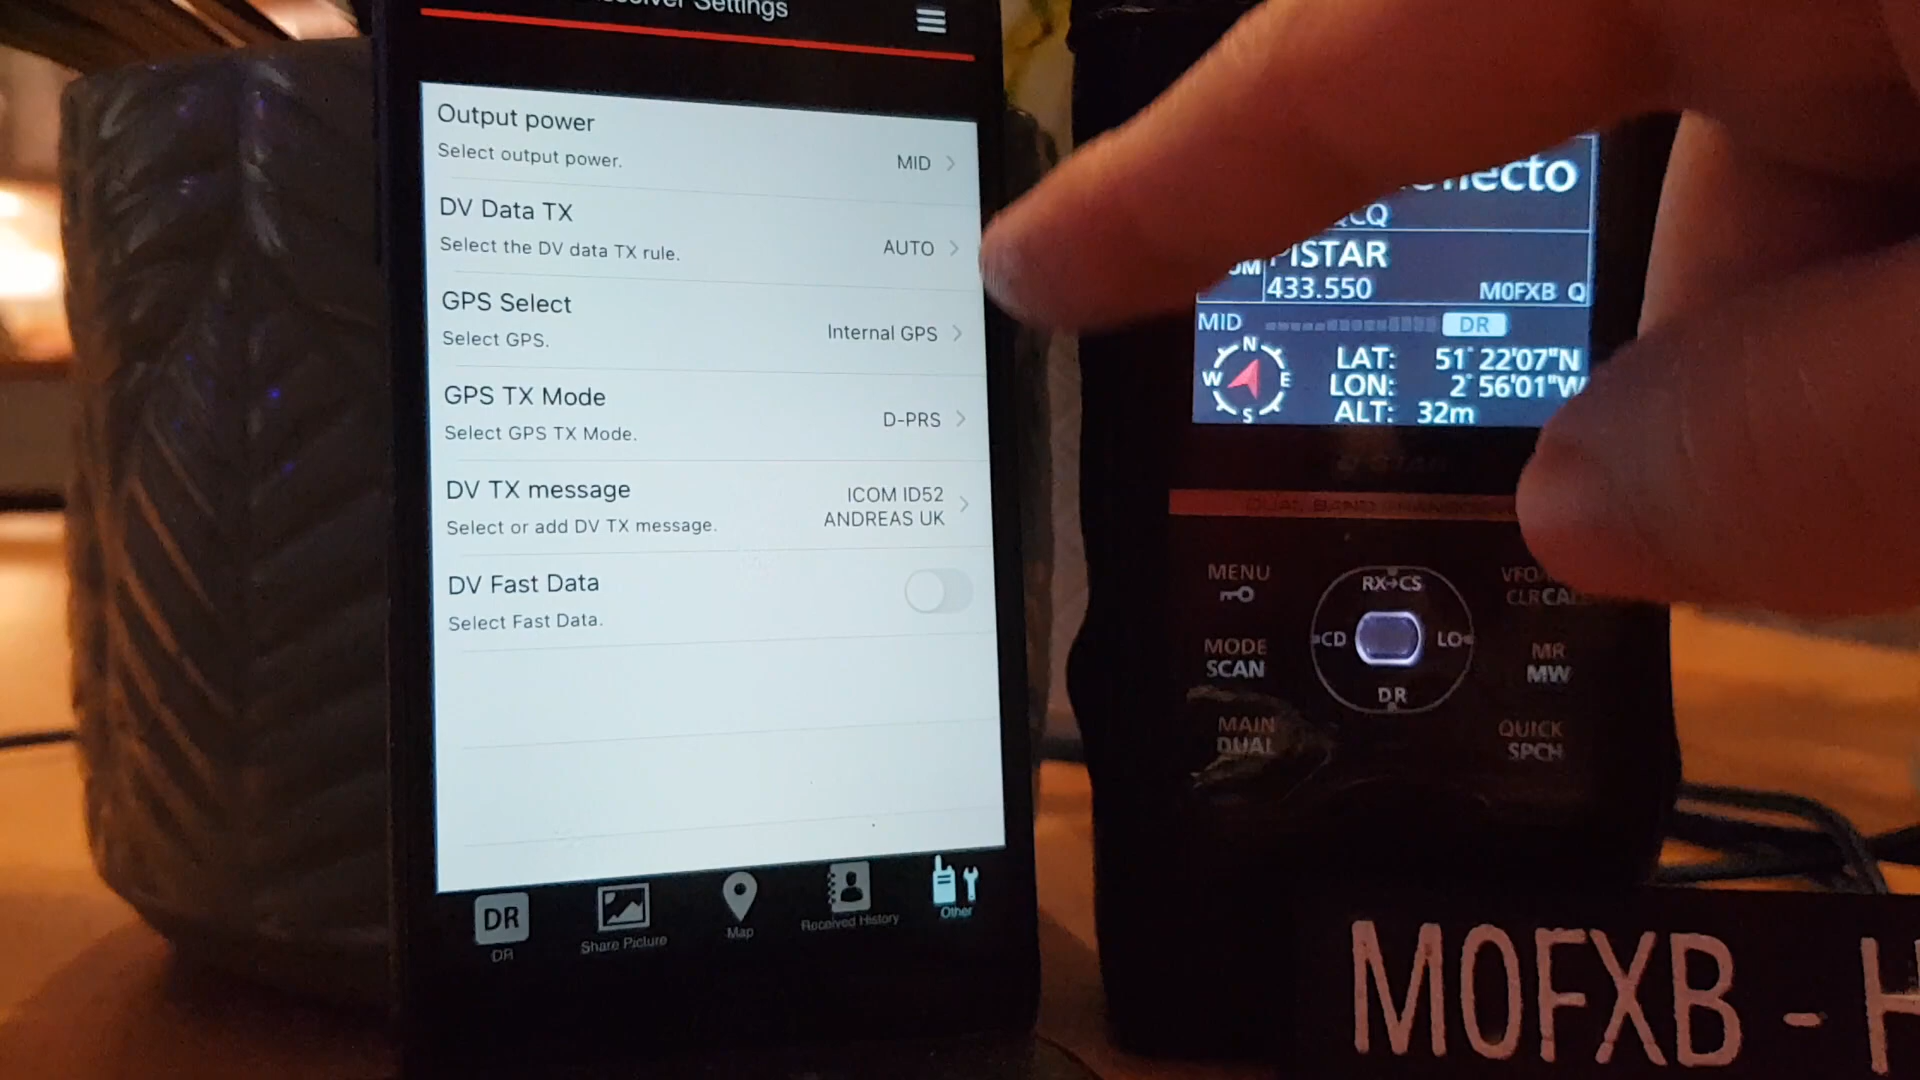 Settings
Output power
Select output power.
MID
DV Data TX
Select the DV data TX rule.
AUTO
GPS Select
Select GPS.
Internal GPS
GPS TX Mode
Select GPS TX Mode.
D-PRS
DV TX message
Select or add DV TX message.
ICOM ID52
ANDREAS UK
DV Fast Data
Select Fast Data.
DR
DR
Share Picture
Map
Received History
Other
PISTAR
433.550
M0FXB Q
MID
DR
N
W
E
S
LAT: 51°22'07"N
LON: 2°56'01"W
ALT: 32m
MENU
RX→CS
CD
LO
DR
MODE
SCAN
MAIN
DUAL
MR
MW
QUICK
SPCH
M0FXB - H